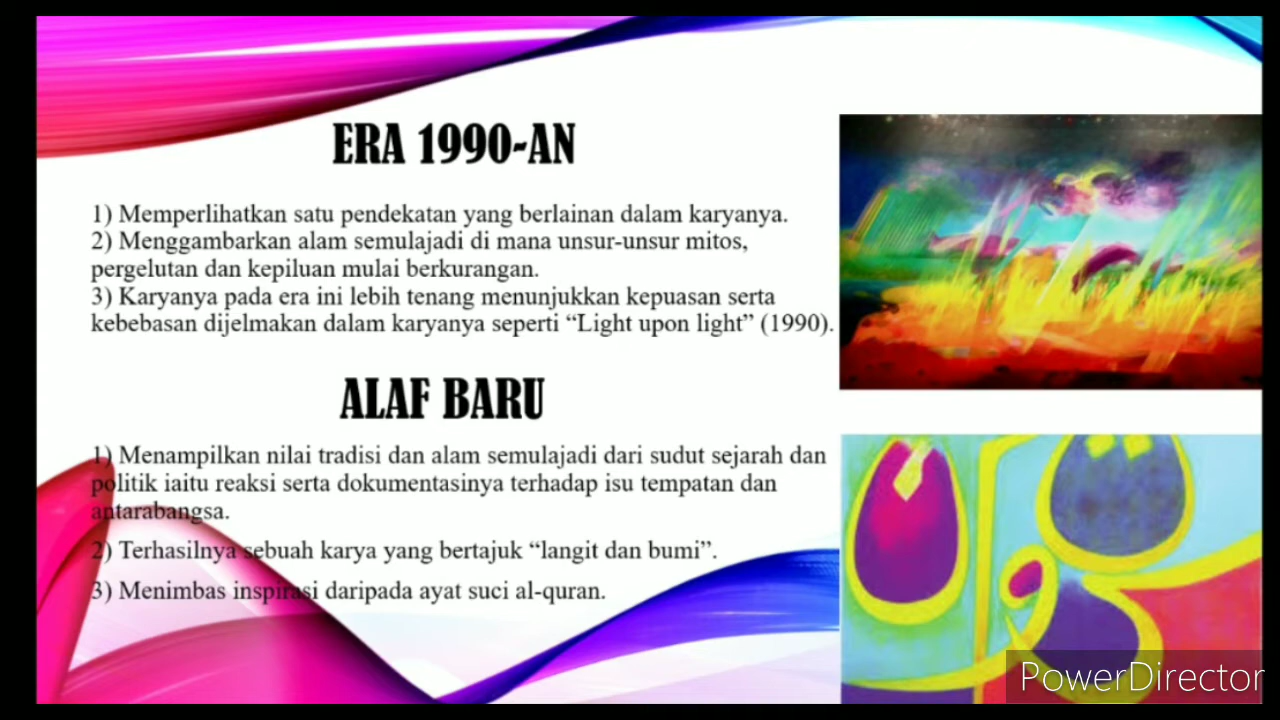 ERA 1990-AN
1) Memperlihatkan satu pendekatan yang berlainan dalam karyanya.
2) Menggambarkan alam semulajadi di mana unsur-unsur mitos,
pergelutan dan kepiluan mulai berkurangan.
3) Karyanya pada era ini lebih tenang menunjukkan kepuasan serta
kebebasan dijelmakan dalam karyanya seperti “Light upon light” (1990).
ALAF BARU
1) Menampilkan nilai tradisi dan alam semulajadi dari sudut sejarah dan
politik iaitu reaksi serta dokumentasinya terhadap isu tempatan dan
antarabangsa.
2) Terhasilnya sebuah karya yang bertajuk “langit dan bumi”.
3) Menimbas inspirasi daripada ayat suci al-quran.
PowerDirector